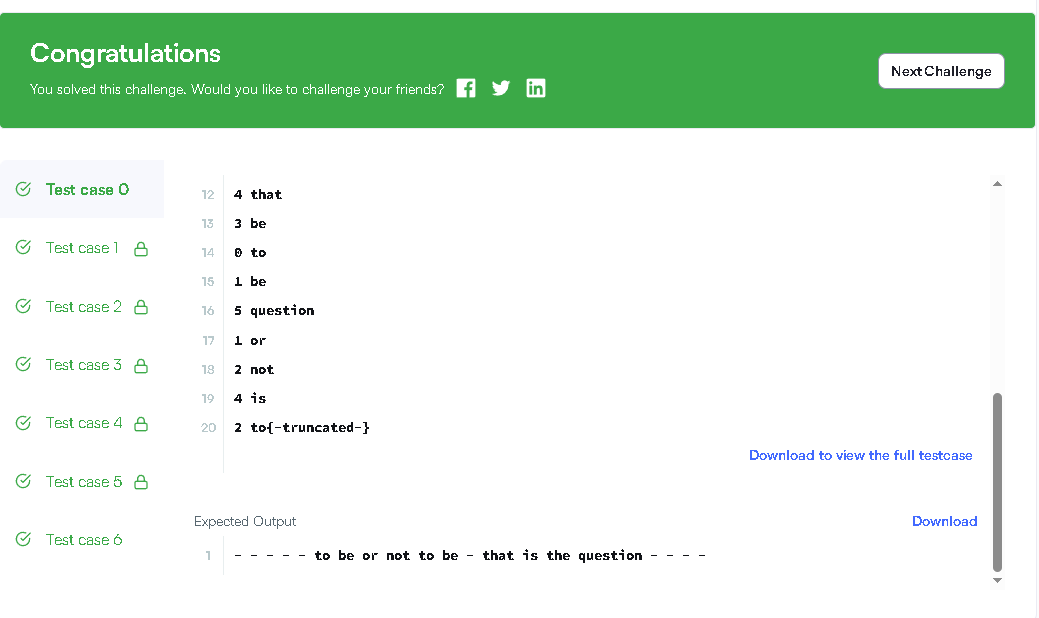 Congratulations
You solved this challenge. Would you like to challenge your friends?
Next Challenge
Test case 0
Test case 1
Test case 2
Test case 3
Test case 4
Test case 5
Test case 6
12 4 that
13 3 be
14 0 to
15 1 be
16 5 question
17 1 or
18 2 not
19 4 is
20 2 to{-truncated-}
Download to view the full testcase
Expected Output
Download
1 - - - - - to be or not to be - that is the question - - - -